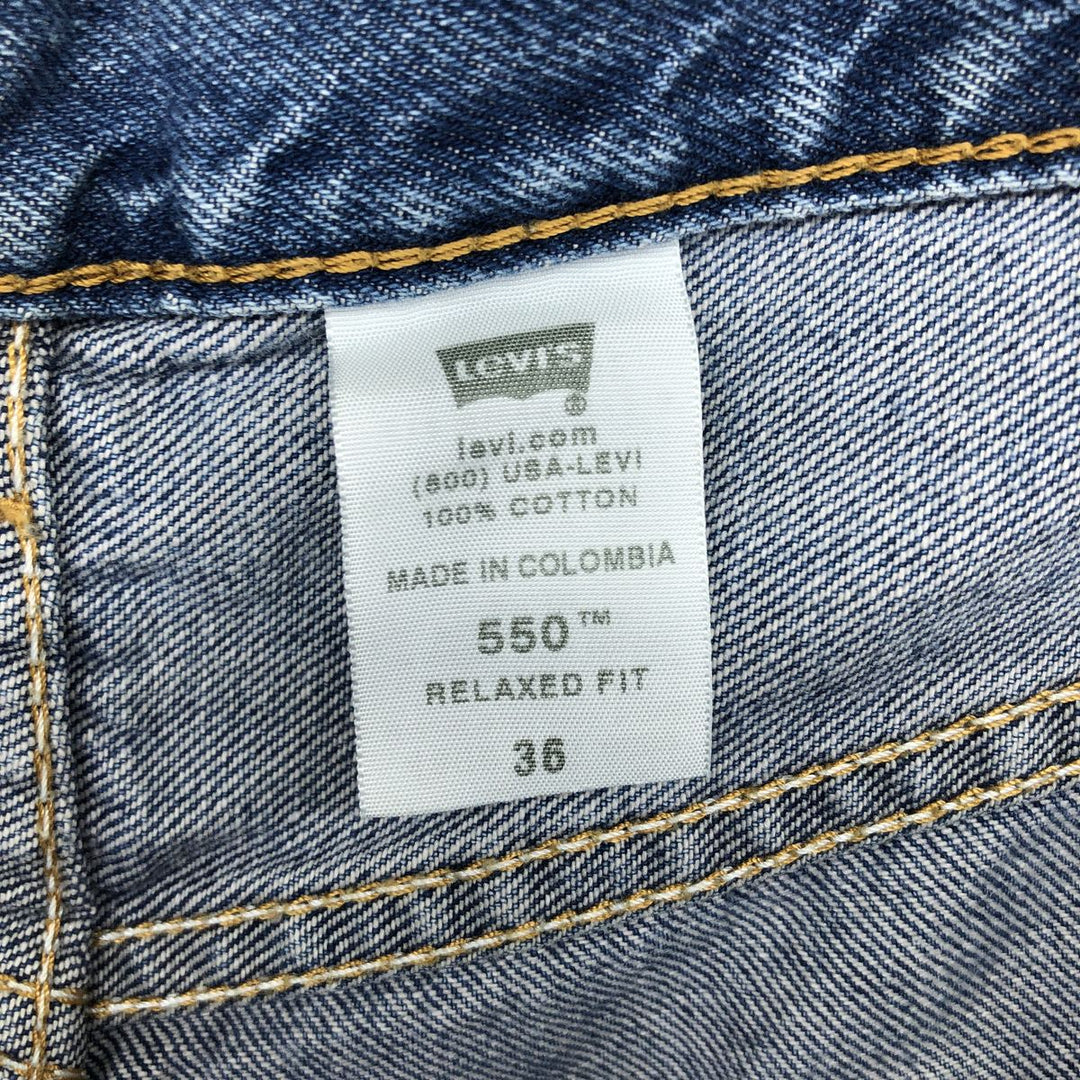 Levi's
®
levi.com
(800) USA-LEVI
100% COTTON
MADE IN COLOMBIA
550™
RELAXED FIT
36